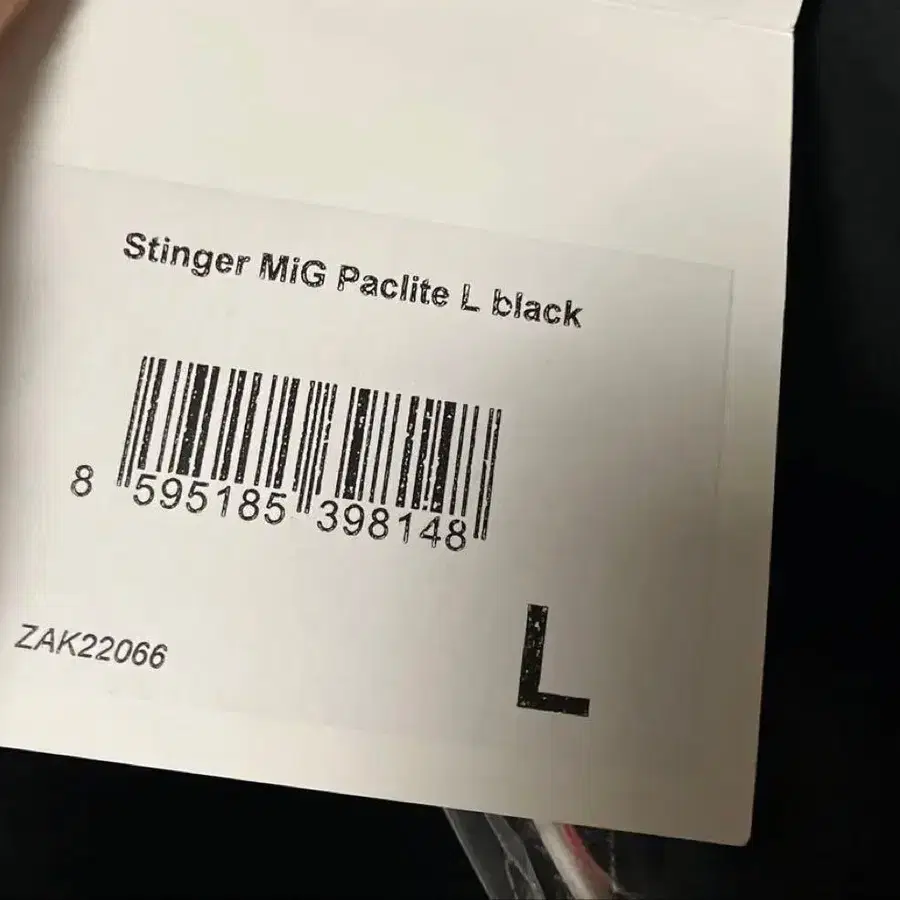 Stinger MiG Paclite L black
8 595185 398148
ZAK22066
L